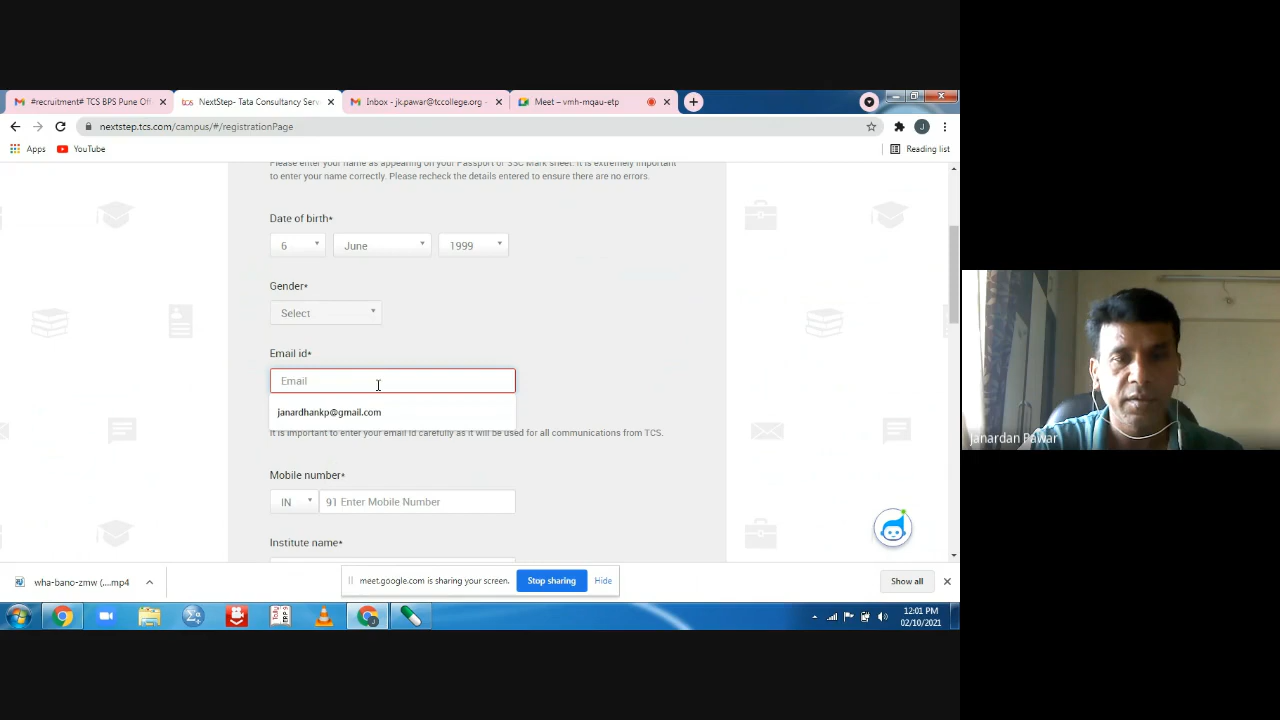 #recruitment# TCS BPS Pune Of
NextStep- Tata Consultancy Serv
Inbox - jk.pawar@tccollege.org -
Meet – vmh-mqau-etp
nextstep.tcs.com/campus/#/registrationPage
Apps
YouTube
Reading list
Please enter your name as appearing on your Passport or SSC Mark sheet. It is extremely important
to enter your name correctly. Please recheck the details entered to ensure there are no errors.
Date of birth*
6
June
1999
Gender*
Select
Email id*
Email
janardhankp@gmail.com
It is important to enter your email id carefully as it will be used for all communications from TCS.
Mobile number*
IN
91 Enter Mobile Number
Institute name*
Janardan Pawar
wha-bano-zmw (....mp4
meet.google.com is sharing your screen.
Stop sharing
Hide
Show all
12:01 PM
02/10/2021